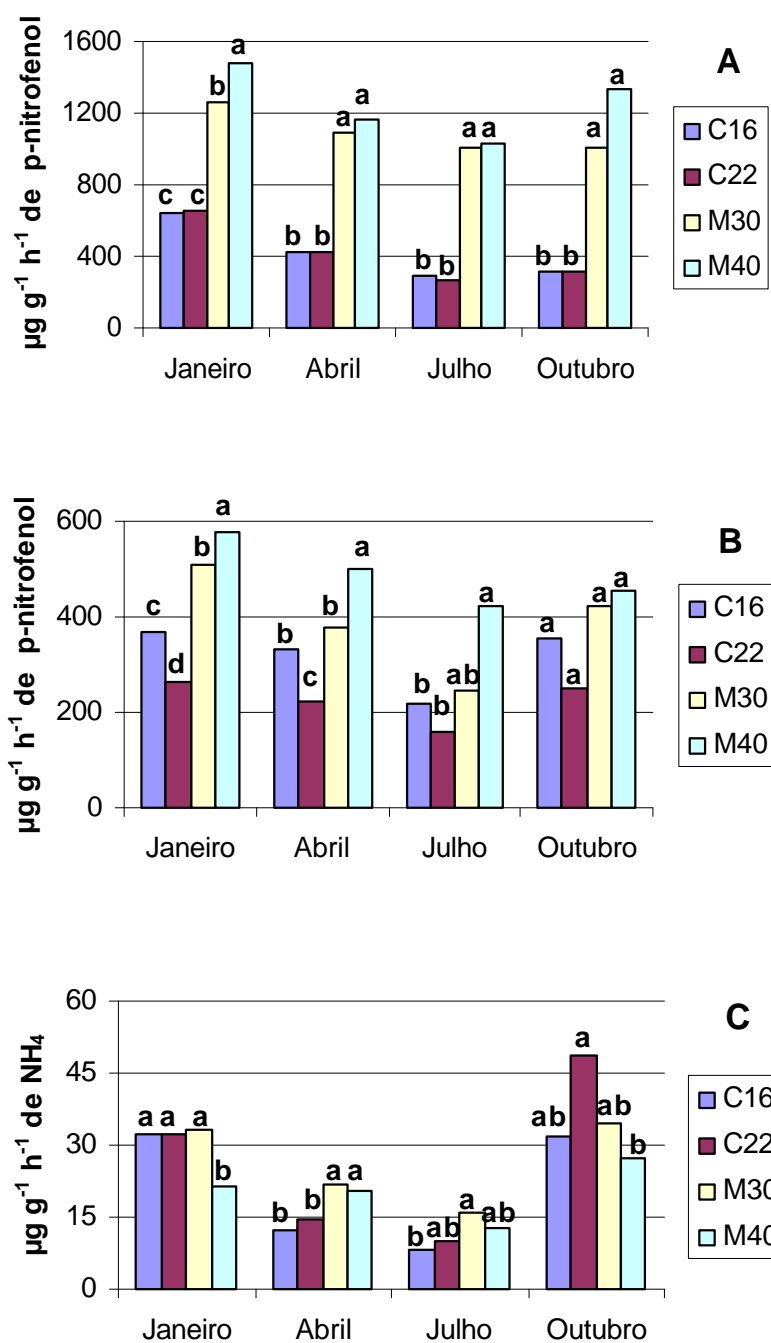 µg g⁻¹ h⁻¹ de p-nitrofenol
1600
1200
800
400
0
c c b a
b b a a
b b a a
b b a a
Janeiro Abril Julho Outubro
A
C16
C22
M30
M40
µg g⁻¹ h⁻¹ de p-nitrofenol
600
400
200
0
c d b a
b c b a
b b ab a
a a a a
Janeiro Abril Julho Outubro
B
C16
C22
M30
M40
µg g⁻¹ h⁻¹ de NH₄
60
45
30
15
0
a a a b
b b a a
b ab a ab
ab a ab b
Janeiro Abril Julho Outubro
C
C16
C22
M30
M40